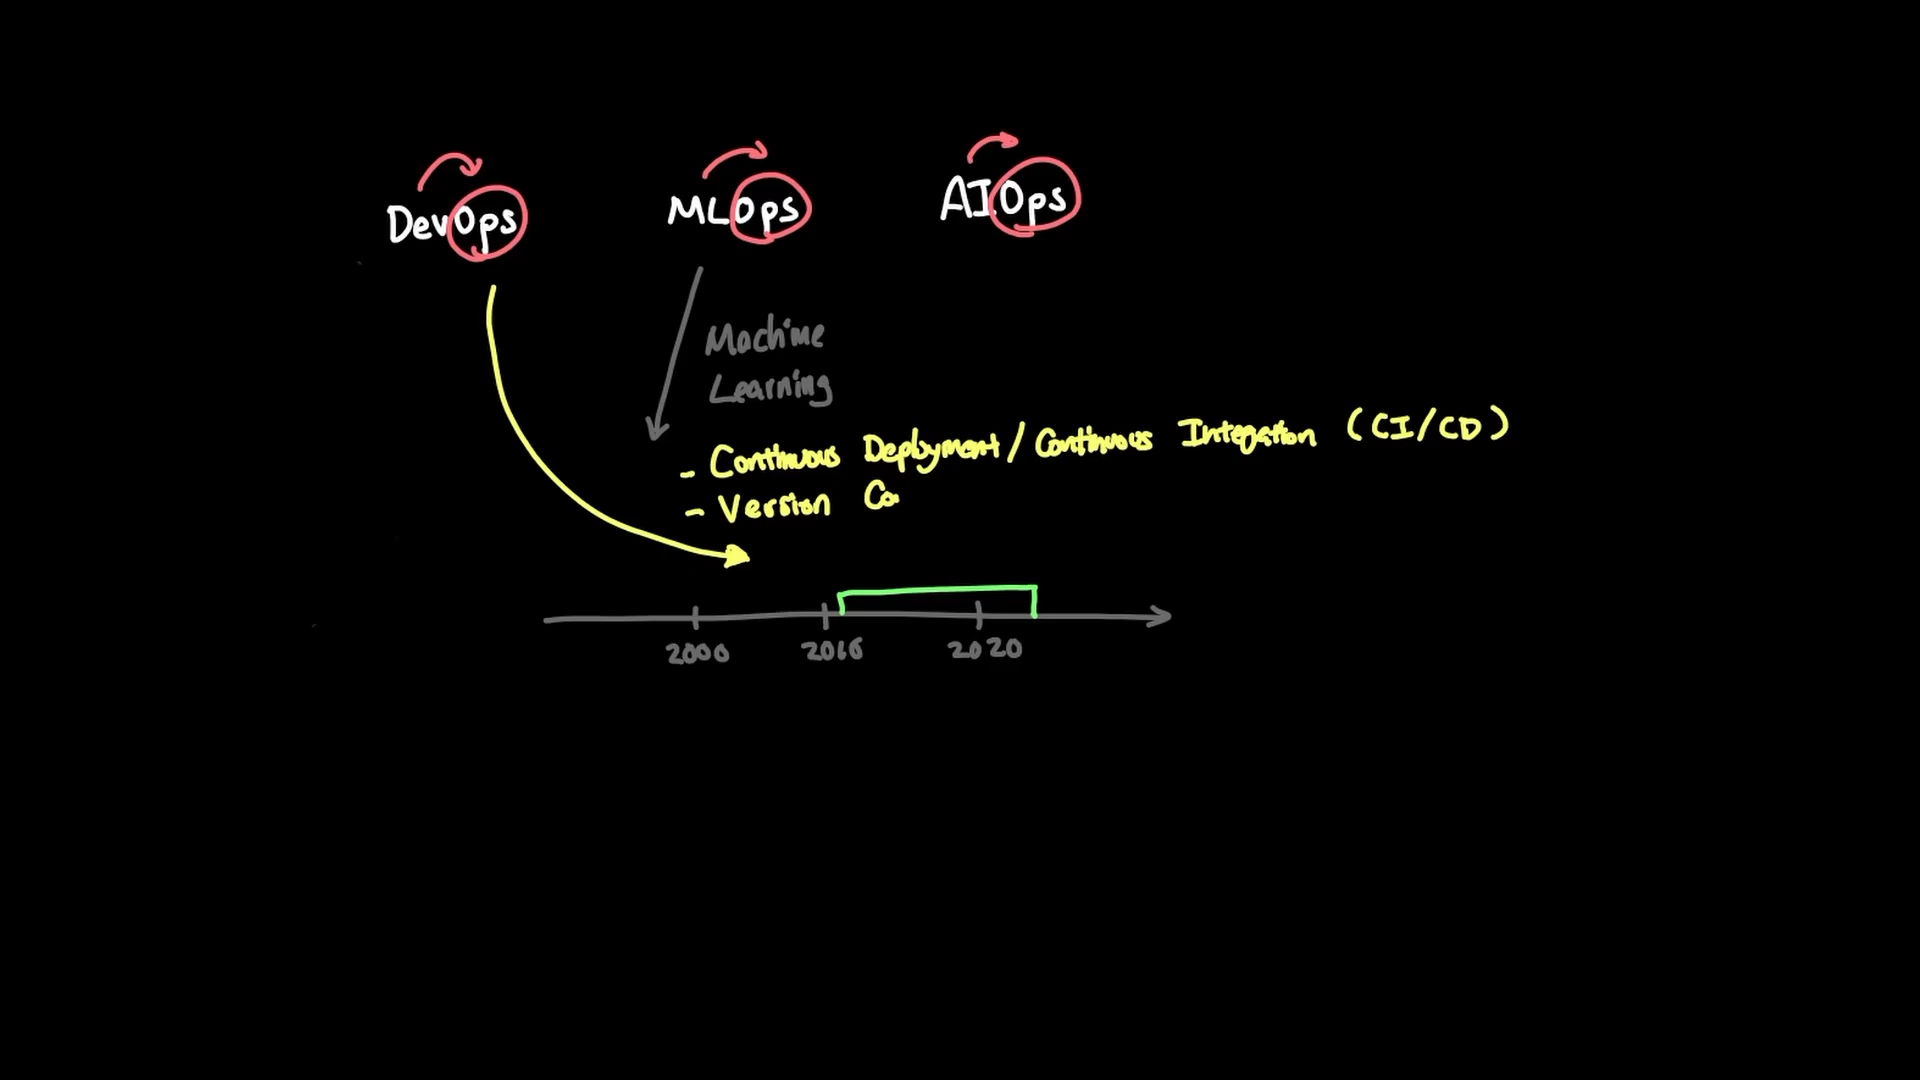 DevOps MLOps AIOps
Machine
Learning
- Continuous Deployment / Continuous Integration (CI/CD)
- Version Co
2000 2016 2020